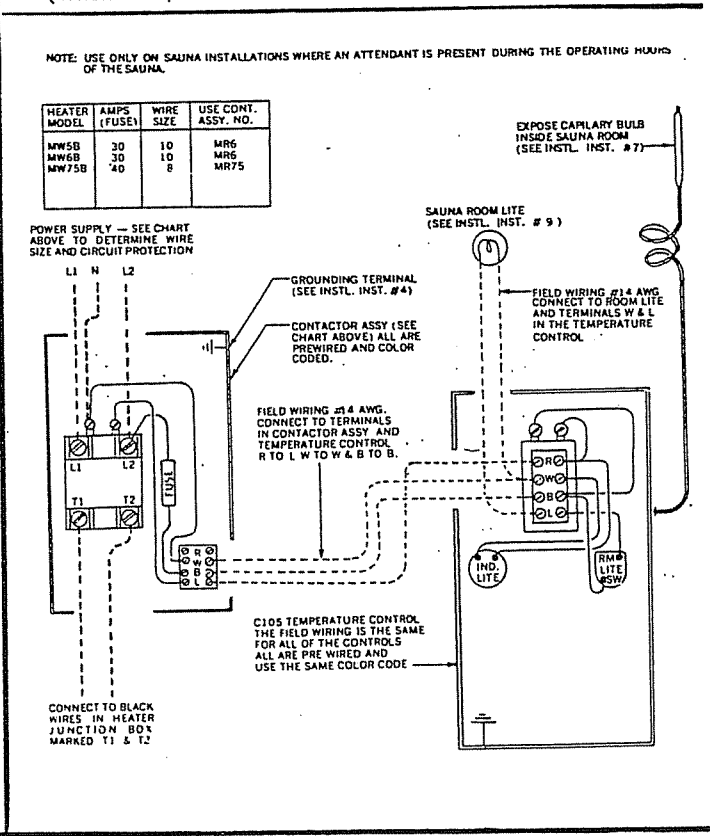 NOTE: USE ONLY ON SAUNA INSTALLATIONS WHERE AN ATTENDANT IS PRESENT DURING THE OPERATING HOURS
OF THE SAUNA.
HEATER MODEL AMPS (FUSE) WIRE SIZE USE CONT. ASSY. NO.
MW5B 30 10 MR6
MW6B 30 10 MR6
MW75B 40 8 MR75
EXPOSE CAPILARY BULB
INSIDE SAUNA ROOM
(SEE INSTL. INST. #7)
SAUNA ROOM LITE
(SEE INSTL. INST. #9)
POWER SUPPLY — SEE CHART
ABOVE TO DETERMINE WIRE
SIZE AND CIRCUIT PROTECTION
L1 N L2
GROUNDING TERMINAL
(SEE INSTL. INST. #4)
FIELD WIRING #14 AWG
CONNECT TO ROOM LITE
AND TERMINALS W & L
IN THE TEMPERATURE
CONTROL
CONTACTOR ASSY (SEE
CHART ABOVE) ALL ARE
PREWIRED AND COLOR
CODED.
FIELD WIRING #14 AWG.
CONNECT TO TERMINALS
IN CONTACTOR ASSY AND
TEMPERATURE CONTROL
R TO L W TO W & B TO B.
L1 L2
T1 T2
FUSE
R
W
B
L
R
W
B
L
IND.
LITE
RM
LITE
SW
C105 TEMPERATURE CONTROL
THE FIELD WIRING IS THE SAME
FOR ALL OF THE CONTROLS
ALL ARE PRE WIRED AND
USE THE SAME COLOR CODE
CONNECT TO BLACK
WIRES IN HEATER
JUNCTION BOX
MARKED T1 & T2